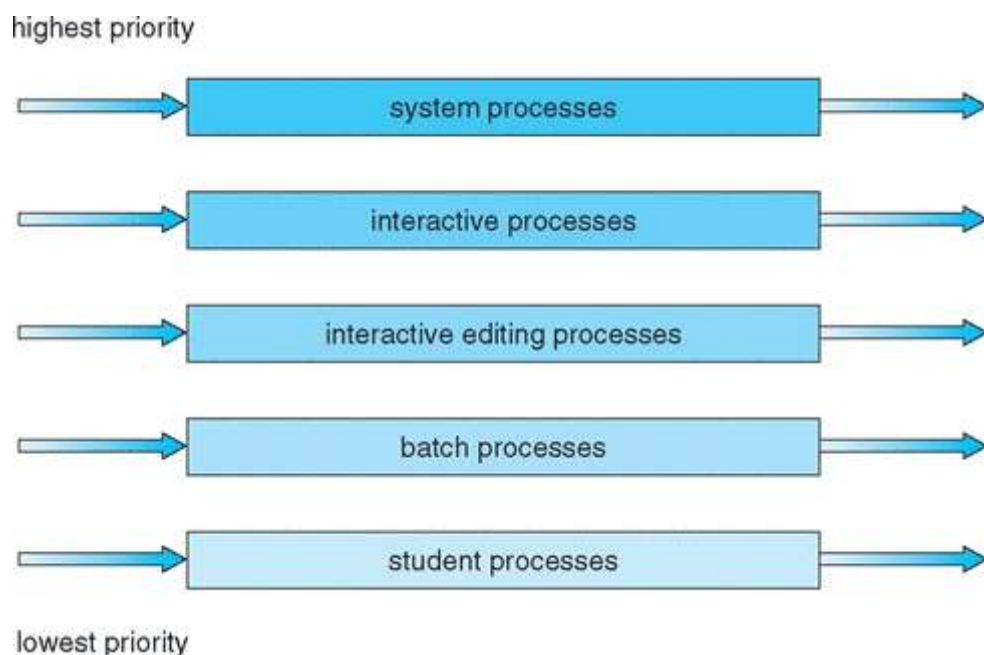 highest priority
system processes
interactive processes
interactive editing processes
batch processes
student processes
lowest priority